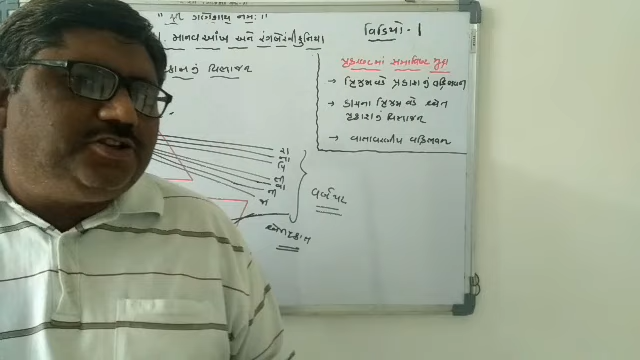 " શ્રી ગણેશાય નમઃ "
1. માનવઆંખ અને રંગબેરંગી દુનિયા
વિડિયો - 1
પ્રકાશનું વિભાજન
પ્રકરણમાં સમાવિષ્ટ મુદ્દા
→ પ્રિઝમ વડે પ્રકાશનું વક્રીભવન
→ કાચના પ્રિઝમ વડે શ્વેત
પ્રકાશનું વિભાજન
→ વાતાવરણીય વક્રીભવન
રા
ના
પી
લી
વા
ની
જા
વર્ણપટ
શ્વેતપ્રકાશ